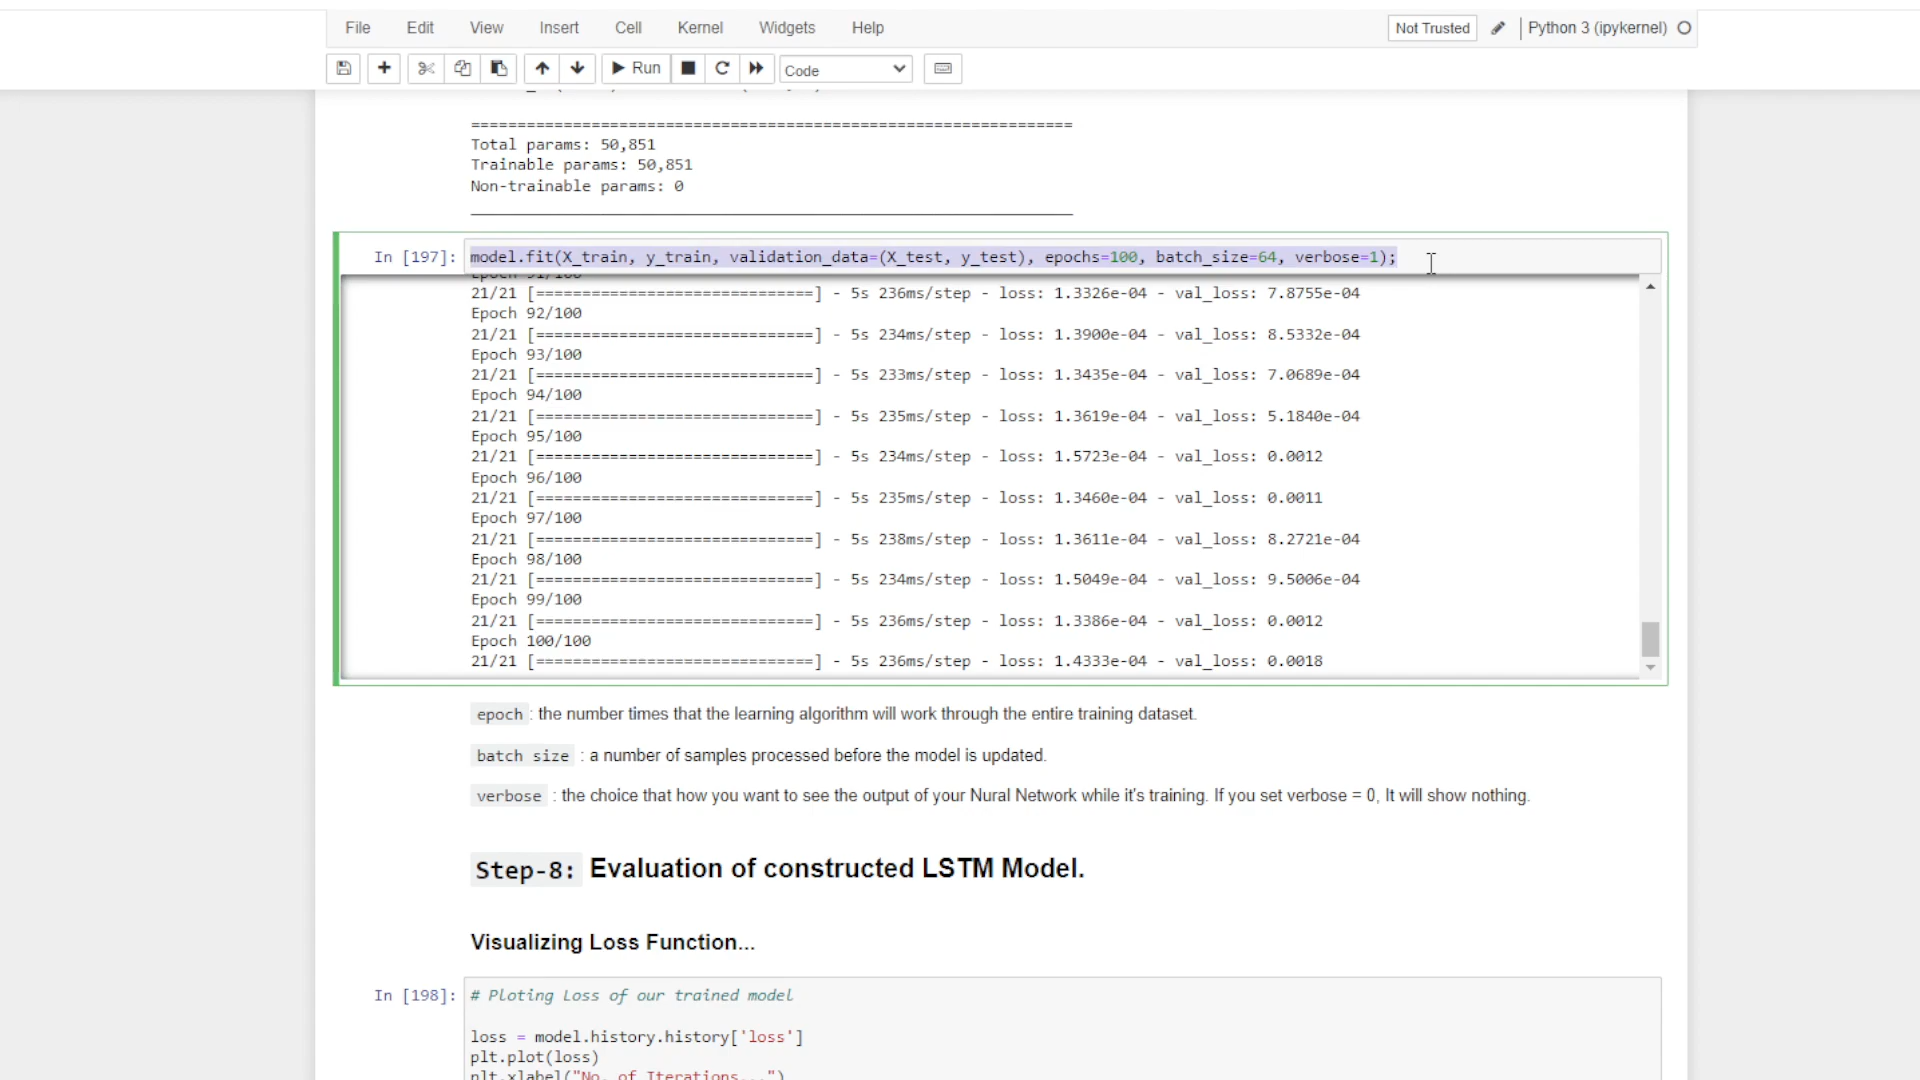 File Edit View Insert Cell Kernel Widgets Help Not Trusted Python 3 (ipykernel)
Run Code
=================================================================
Total params: 50,851
Trainable params: 50,851
Non-trainable params: 0
_________________________________________________________________
In [197]: model.fit(X_train, y_train, validation_data=(X_test, y_test), epochs=100, batch_size=64, verbose=1);
Epoch 91/100
21/21 [==============================] - 5s 236ms/step - loss: 1.3326e-04 - val_loss: 7.8755e-04
Epoch 92/100
21/21 [==============================] - 5s 234ms/step - loss: 1.3900e-04 - val_loss: 8.5332e-04
Epoch 93/100
21/21 [==============================] - 5s 233ms/step - loss: 1.3435e-04 - val_loss: 7.0689e-04
Epoch 94/100
21/21 [==============================] - 5s 235ms/step - loss: 1.3619e-04 - val_loss: 5.1840e-04
Epoch 95/100
21/21 [==============================] - 5s 234ms/step - loss: 1.5723e-04 - val_loss: 0.0012
Epoch 96/100
21/21 [==============================] - 5s 235ms/step - loss: 1.3460e-04 - val_loss: 0.0011
Epoch 97/100
21/21 [==============================] - 5s 238ms/step - loss: 1.3611e-04 - val_loss: 8.2721e-04
Epoch 98/100
21/21 [==============================] - 5s 234ms/step - loss: 1.5049e-04 - val_loss: 9.5006e-04
Epoch 99/100
21/21 [==============================] - 5s 236ms/step - loss: 1.3386e-04 - val_loss: 0.0012
Epoch 100/100
21/21 [==============================] - 5s 236ms/step - loss: 1.4333e-04 - val_loss: 0.0018
epoch : the number times that the learning algorithm will work through the entire training dataset.
batch size : a number of samples processed before the model is updated.
verbose : the choice that how you want to see the output of your Nural Network while it's training. If you set verbose = 0, It will show nothing.
Step-8: Evaluation of constructed LSTM Model.
Visualizing Loss Function...
In [198]: # Ploting Loss of our trained model
loss = model.history.history['loss']
plt.plot(loss)
plt.xlabel("No. of Iterations...")